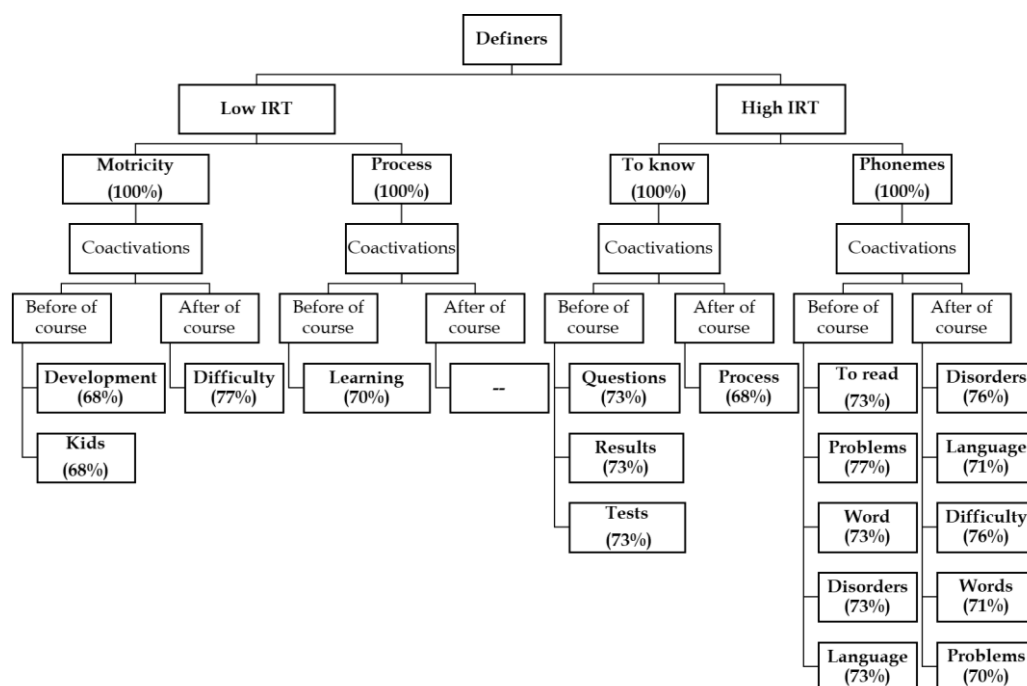 Definers
Low IRT
High IRT
Motricity
(100%)
Process
(100%)
To know
(100%)
Phonemes
(100%)
Coactivations
Coactivations
Coactivations
Coactivations
Before of
course
After of
course
Before of
course
After of
course
Before of
course
After of
course
Before of
course
After of
course
Development
(68%)
Kids
(68%)
Difficulty
(77%)
Learning
(70%)
--
Questions
(73%)
Results
(73%)
Tests
(73%)
Process
(68%)
To read
(73%)
Problems
(77%)
Word
(73%)
Disorders
(73%)
Language
(73%)
Disorders
(76%)
Language
(71%)
Difficulty
(76%)
Words
(71%)
Problems
(70%)